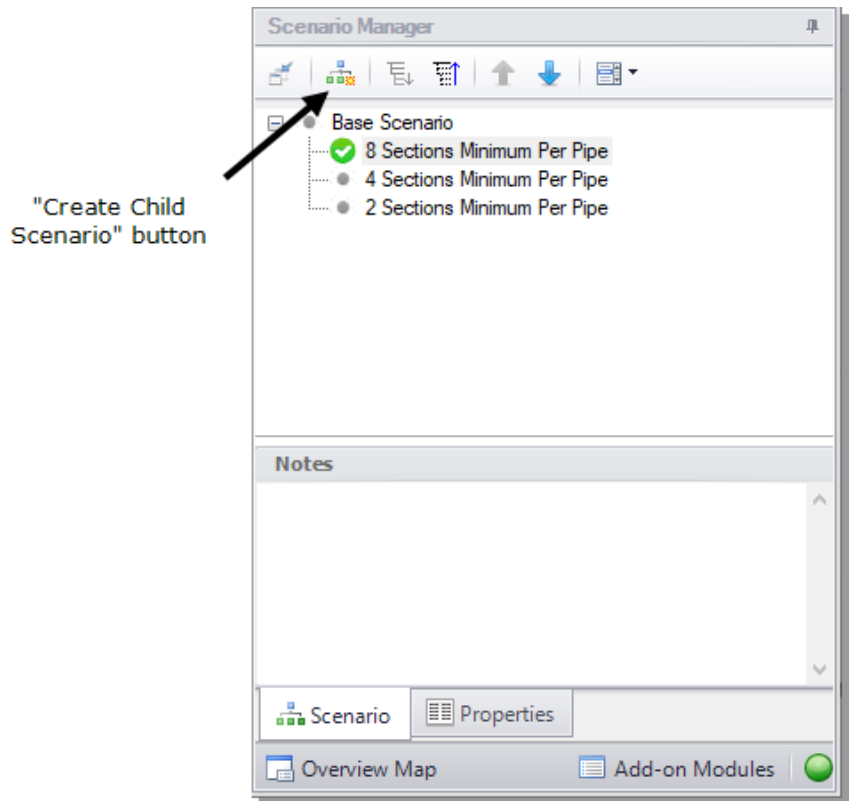 Scenario Manager
Base Scenario
8 Sections Minimum Per Pipe
4 Sections Minimum Per Pipe
2 Sections Minimum Per Pipe
"Create Child
Scenario" button
Notes
Scenario
Properties
Overview Map
Add-on Modules